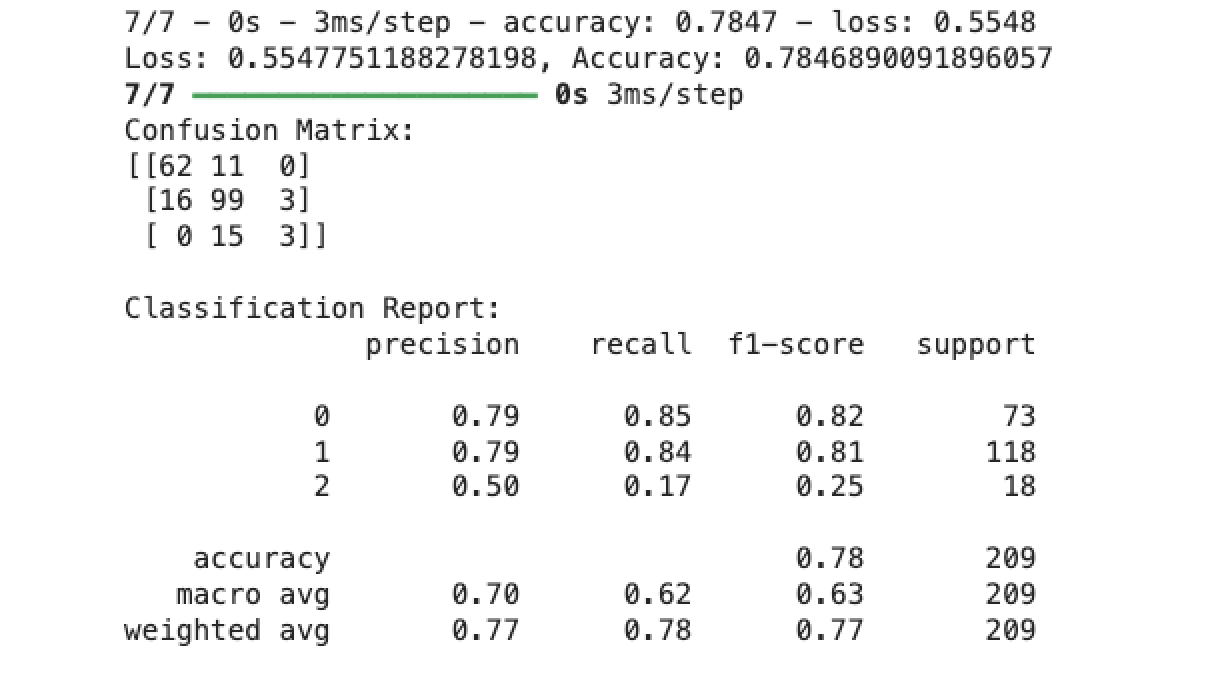 7/7 - 0s - 3ms/step - accuracy: 0.7847 - loss: 0.5548
Loss: 0.5547751188278198, Accuracy: 0.7846890091896057
7/7 ━━━━━━━━━━━━━━━━━━━━ 0s 3ms/step
Confusion Matrix:
[[62 11  0]
 [16 99  3]
 [ 0 15  3]]
Classification Report:
              precision    recall  f1-score   support
           0       0.79      0.85      0.82        73
           1       0.79      0.84      0.81       118
           2       0.50      0.17      0.25        18
    accuracy                           0.78       209
   macro avg       0.70      0.62      0.63       209
weighted avg       0.77      0.78      0.77       209